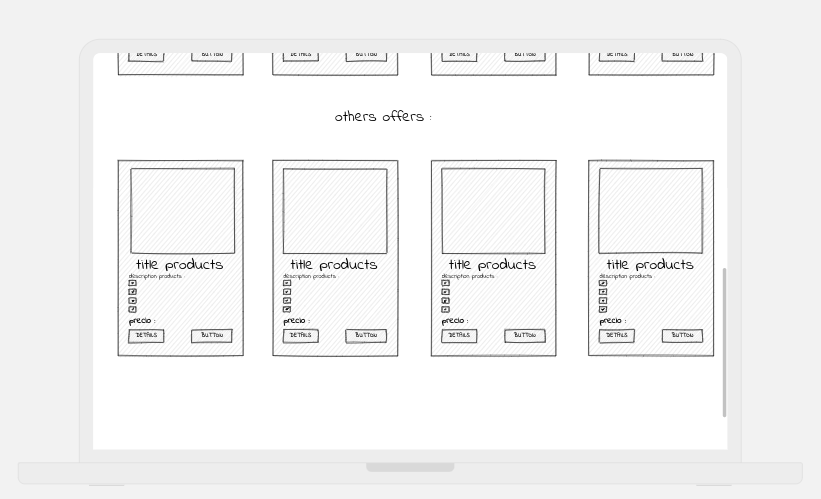 DETAILS BUTTON DETAILS BUTTON DETAILS BUTTON DETAILS BUTTON
others offers :
title products title products title products title products
description products description products description products description products
precio : precio : precio : precio :
DETAILS BUTTON DETAILS BUTTON DETAILS BUTTON DETAILS BUTTON